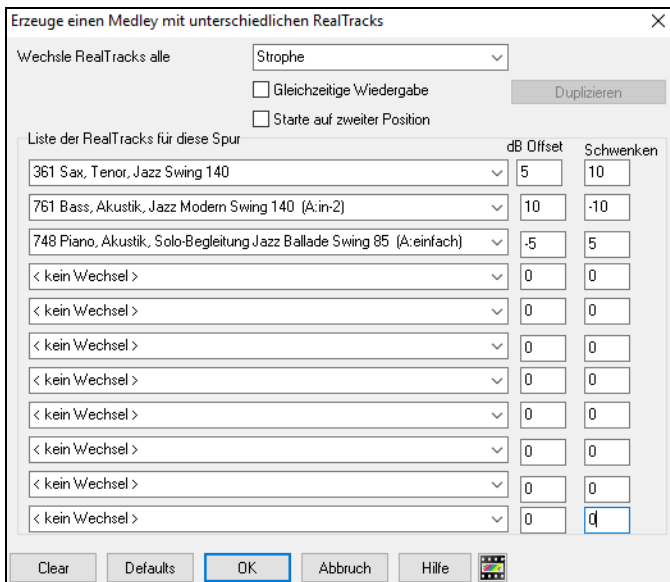 Erzeuge einen Medley mit unterschiedlichen RealTracks
Wechsle RealTracks alle Strophe
Gleichzeitige Wiedergabe Duplizieren
Starte auf zweiter Position
Liste der RealTracks für diese Spur dB Offset Schwenken
361 Sax, Tenor, Jazz Swing 140 5 10
761 Bass, Akustik, Jazz Modern Swing 140 (A:in-2) 10 -10
748 Piano, Akustik, Solo-Begleitung Jazz Ballade Swing 85 (A:einfach) -5 5
< kein Wechsel > 0 0
< kein Wechsel > 0 0
< kein Wechsel > 0 0
< kein Wechsel > 0 0
< kein Wechsel > 0 0
< kein Wechsel > 0 0
< kein Wechsel > 0 0
< kein Wechsel > 0 0
Clear Defaults OK Abbruch Hilfe